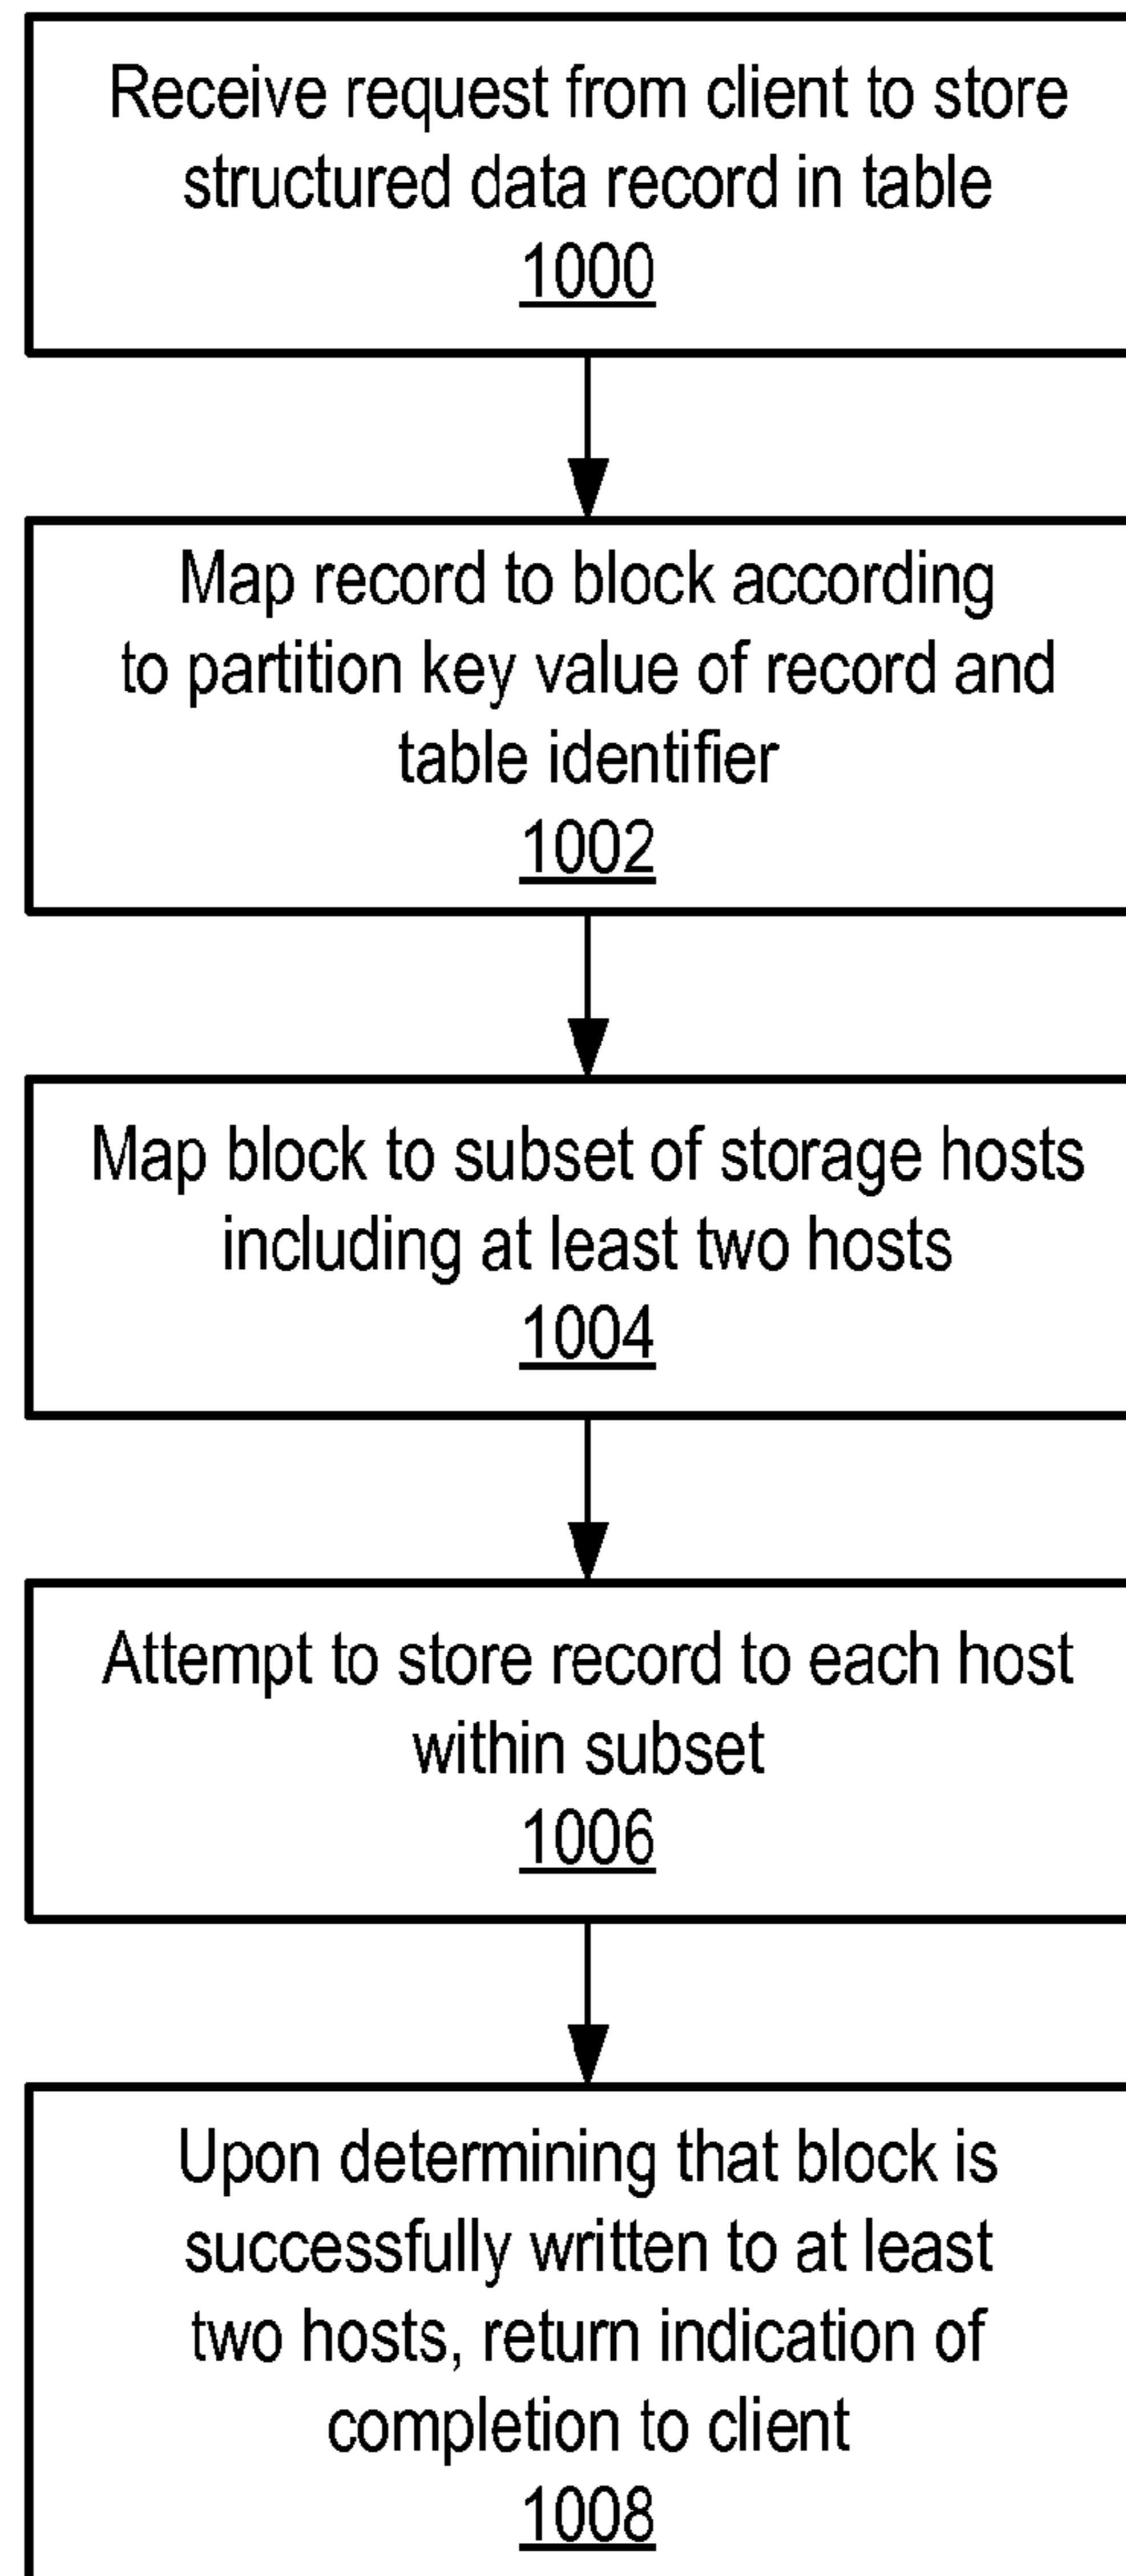 Receive request from client to store
structured data record in table
1000
Map record to block according
to partition key value of record and
table identifier
1002
Map block to subset of storage hosts
including at least two hosts
1004
Attempt to store record to each host
within subset
1006
Upon determining that block is
successfully written to at least
two hosts, return indication of
completion to client
1008